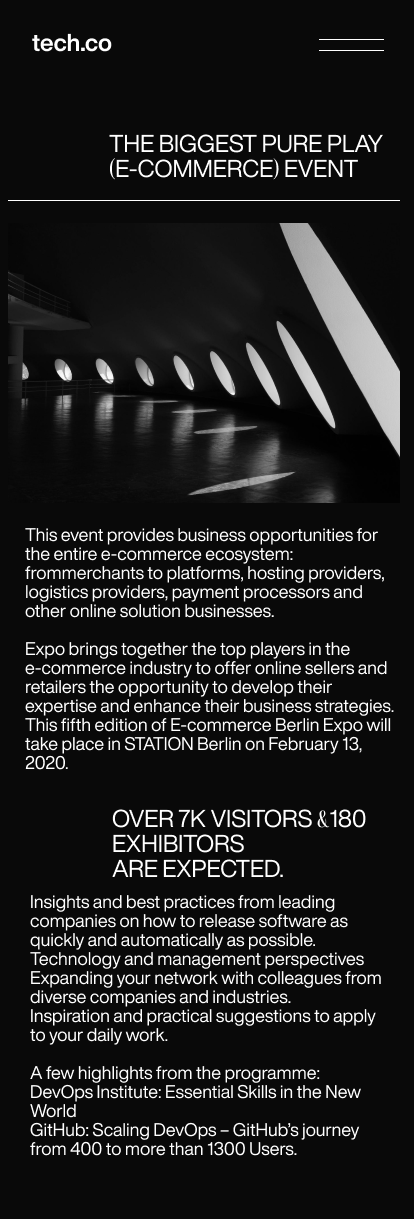 tech.co
THE BIGGEST PURE PLAY
(E-COMMERCE) EVENT
This event provides business opportunities for
the entire e-commerce ecosystem:
frommerchants to platforms, hosting providers,
logistics providers, payment processors and
other online solution businesses.
Expo brings together the top players in the
e-commerce industry to offer online sellers and
retailers the opportunity to develop their
expertise and enhance their business strategies.
This fifth edition of E-commerce Berlin Expo will
take place in STATION Berlin on February 13,
2020.
OVER 7K VISITORS &180
EXHIBITORS
ARE EXPECTED.
Insights and best practices from leading
companies on how to release software as
quickly and automatically as possible.
Technology and management perspectives
Expanding your network with colleagues from
diverse companies and industries.
Inspiration and practical suggestions to apply
to your daily work.
A few highlights from the programme:
DevOps Institute: Essential Skills in the New
World
GitHub: Scaling DevOps – GitHub's journey
from 400 to more than 1300 Users.